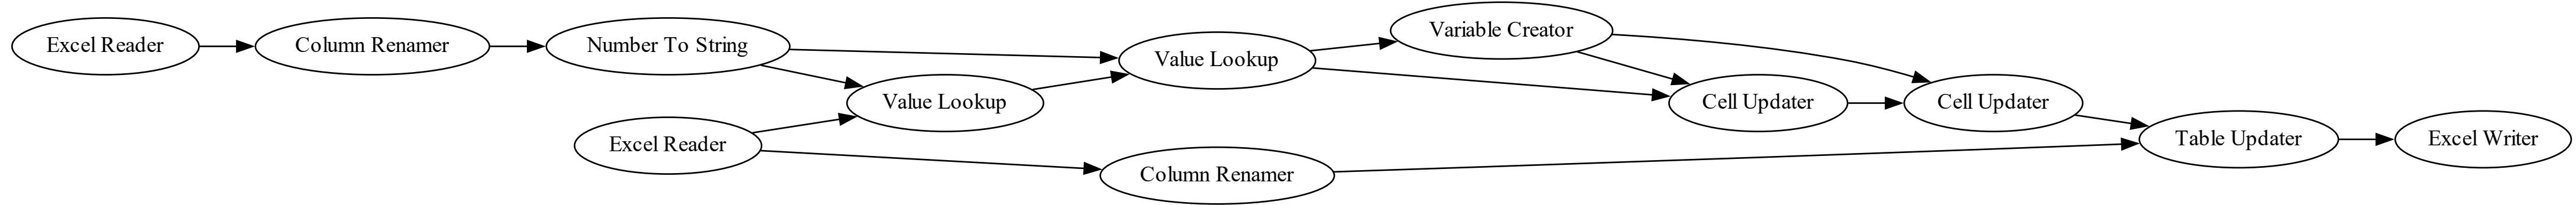 Excel Reader
Column Renamer
Number To String
Excel Reader
Value Lookup
Value Lookup
Column Renamer
Variable Creator
Cell Updater
Cell Updater
Table Updater
Excel Writer